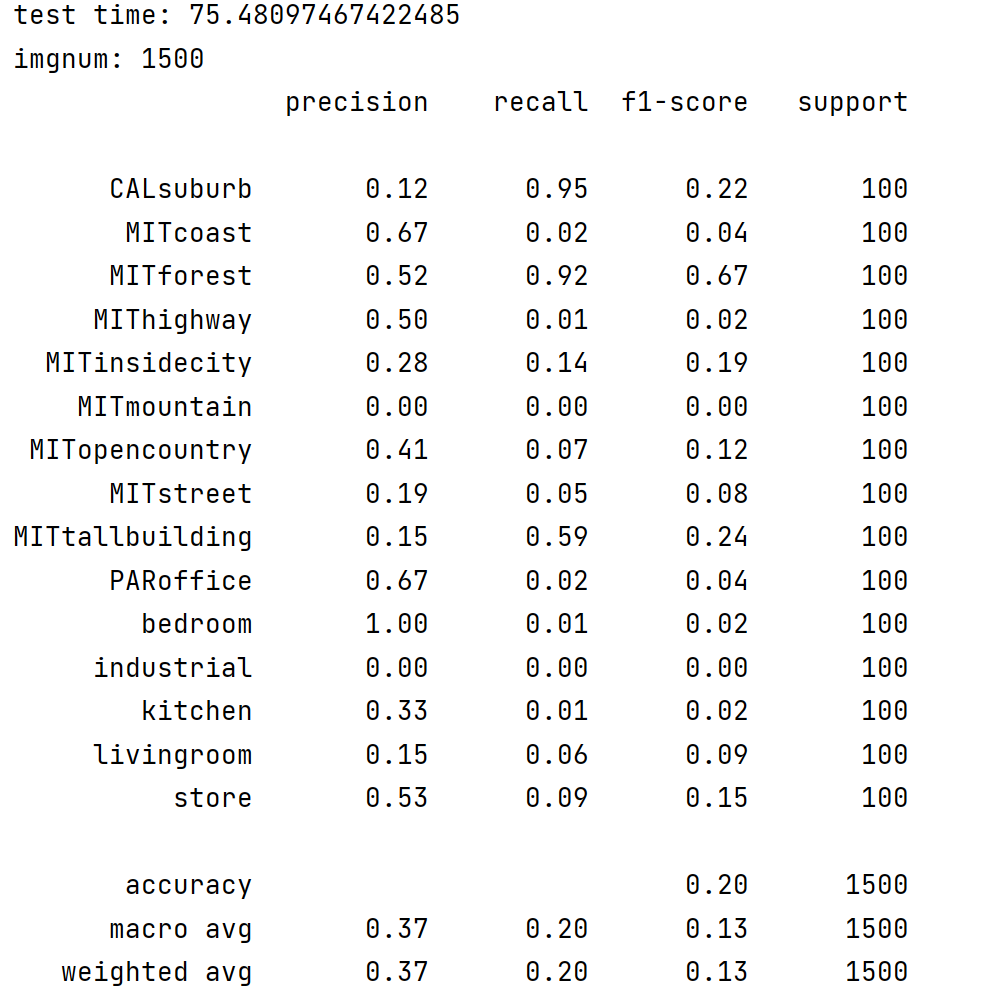 test time: 75.48097467422485
imgnum: 1500
precision recall f1-score support
CALsuburb 0.12 0.95 0.22 100
MITcoast 0.67 0.02 0.04 100
MITforest 0.52 0.92 0.67 100
MIThighway 0.50 0.01 0.02 100
MITinsidecity 0.28 0.14 0.19 100
MITmountain 0.00 0.00 0.00 100
MITopencountry 0.41 0.07 0.12 100
MITstreet 0.19 0.05 0.08 100
MITtallbuilding 0.15 0.59 0.24 100
PARoffice 0.67 0.02 0.04 100
bedroom 1.00 0.01 0.02 100
industrial 0.00 0.00 0.00 100
kitchen 0.33 0.01 0.02 100
livingroom 0.15 0.06 0.09 100
store 0.53 0.09 0.15 100
accuracy 0.20 1500
macro avg 0.37 0.20 0.13 1500
weighted avg 0.37 0.20 0.13 1500